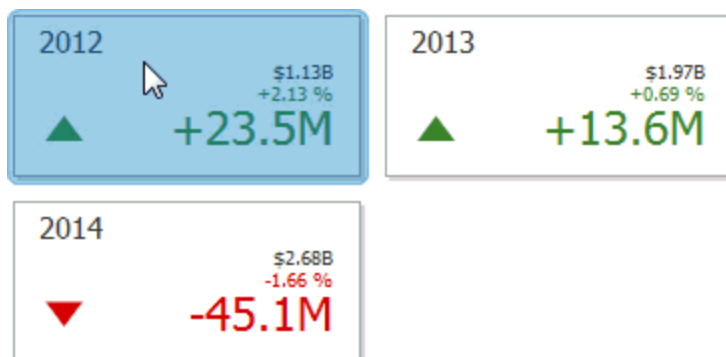 2012
$1.13B
+2.13 %
+23.5M
2013
$1.97B
+0.69 %
+13.6M
2014
$2.68B
-1.66 %
-45.1M